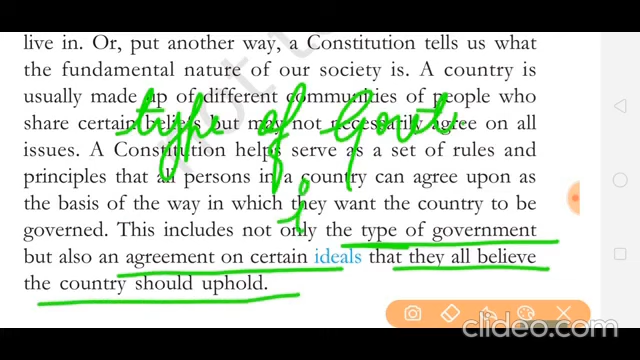 live in. Or, put another way, a Constitution tells us what
the fundamental nature of our society is. A country is
usually made up of different communities of people who
share certain beliefs but may not necessarily agree on all
issues. A Constitution helps serve as a set of rules and
principles that all persons in a country can agree upon as
the basis of the way in which they want the country to be
governed. This includes not only the type of government
but also an agreement on certain ideals that they all believe
the country should uphold.
type of Govt.
i
clideo.com